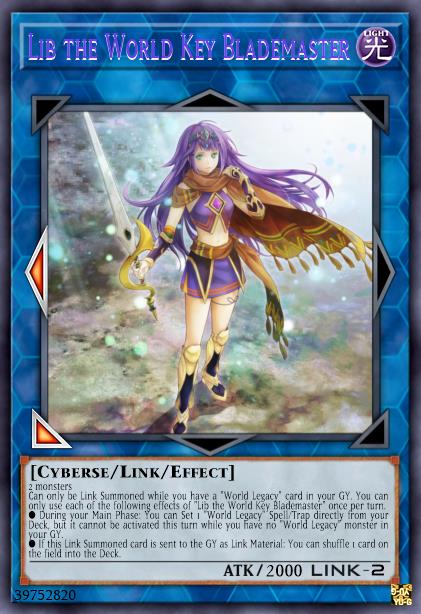 Lib the World Key Blademaster
LIGHT
光
[Cyberse/Link/Effect]
2 monsters
Can only be Link Summoned while you have a "World Legacy" card in your GY. You can
only use each of the following effects of "Lib the World Key Blademaster" once per turn.
● During your Main Phase: You can Set 1 "World Legacy" Spell/Trap directly from your
Deck, but it cannot be activated this turn while you have no "World Legacy" monster in
your GY.
● If this Link Summoned card is sent to the GY as Link Material: You can shuffle 1 card on
the field into the Deck.
ATK/2000 LINK-2
39752820